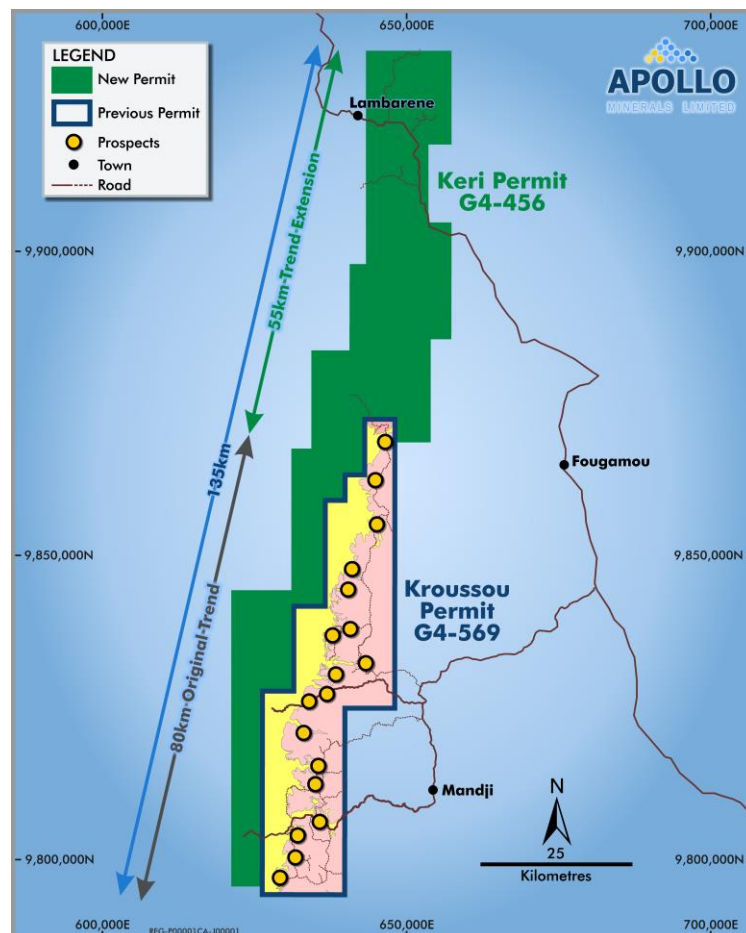 600,000E
650,000E
700,000E
LEGEND
New Permit
Previous Permit
Prospects
Town
Road
APOLLO
MINERALS LIMITED
Lambarene
Keri Permit
G4-456
55km-Trend-Extension
9,900,000N
9,900,000N
135km
Fougamou
9,850,000N
9,850,000N
Kroussou
Permit
G4-569
80km-Original-Trend
Mandji
N
25
Kilometres
9,800,000N
9,800,000N
600,000E
650,000E
700,000E
REG-P00001CA-J00001